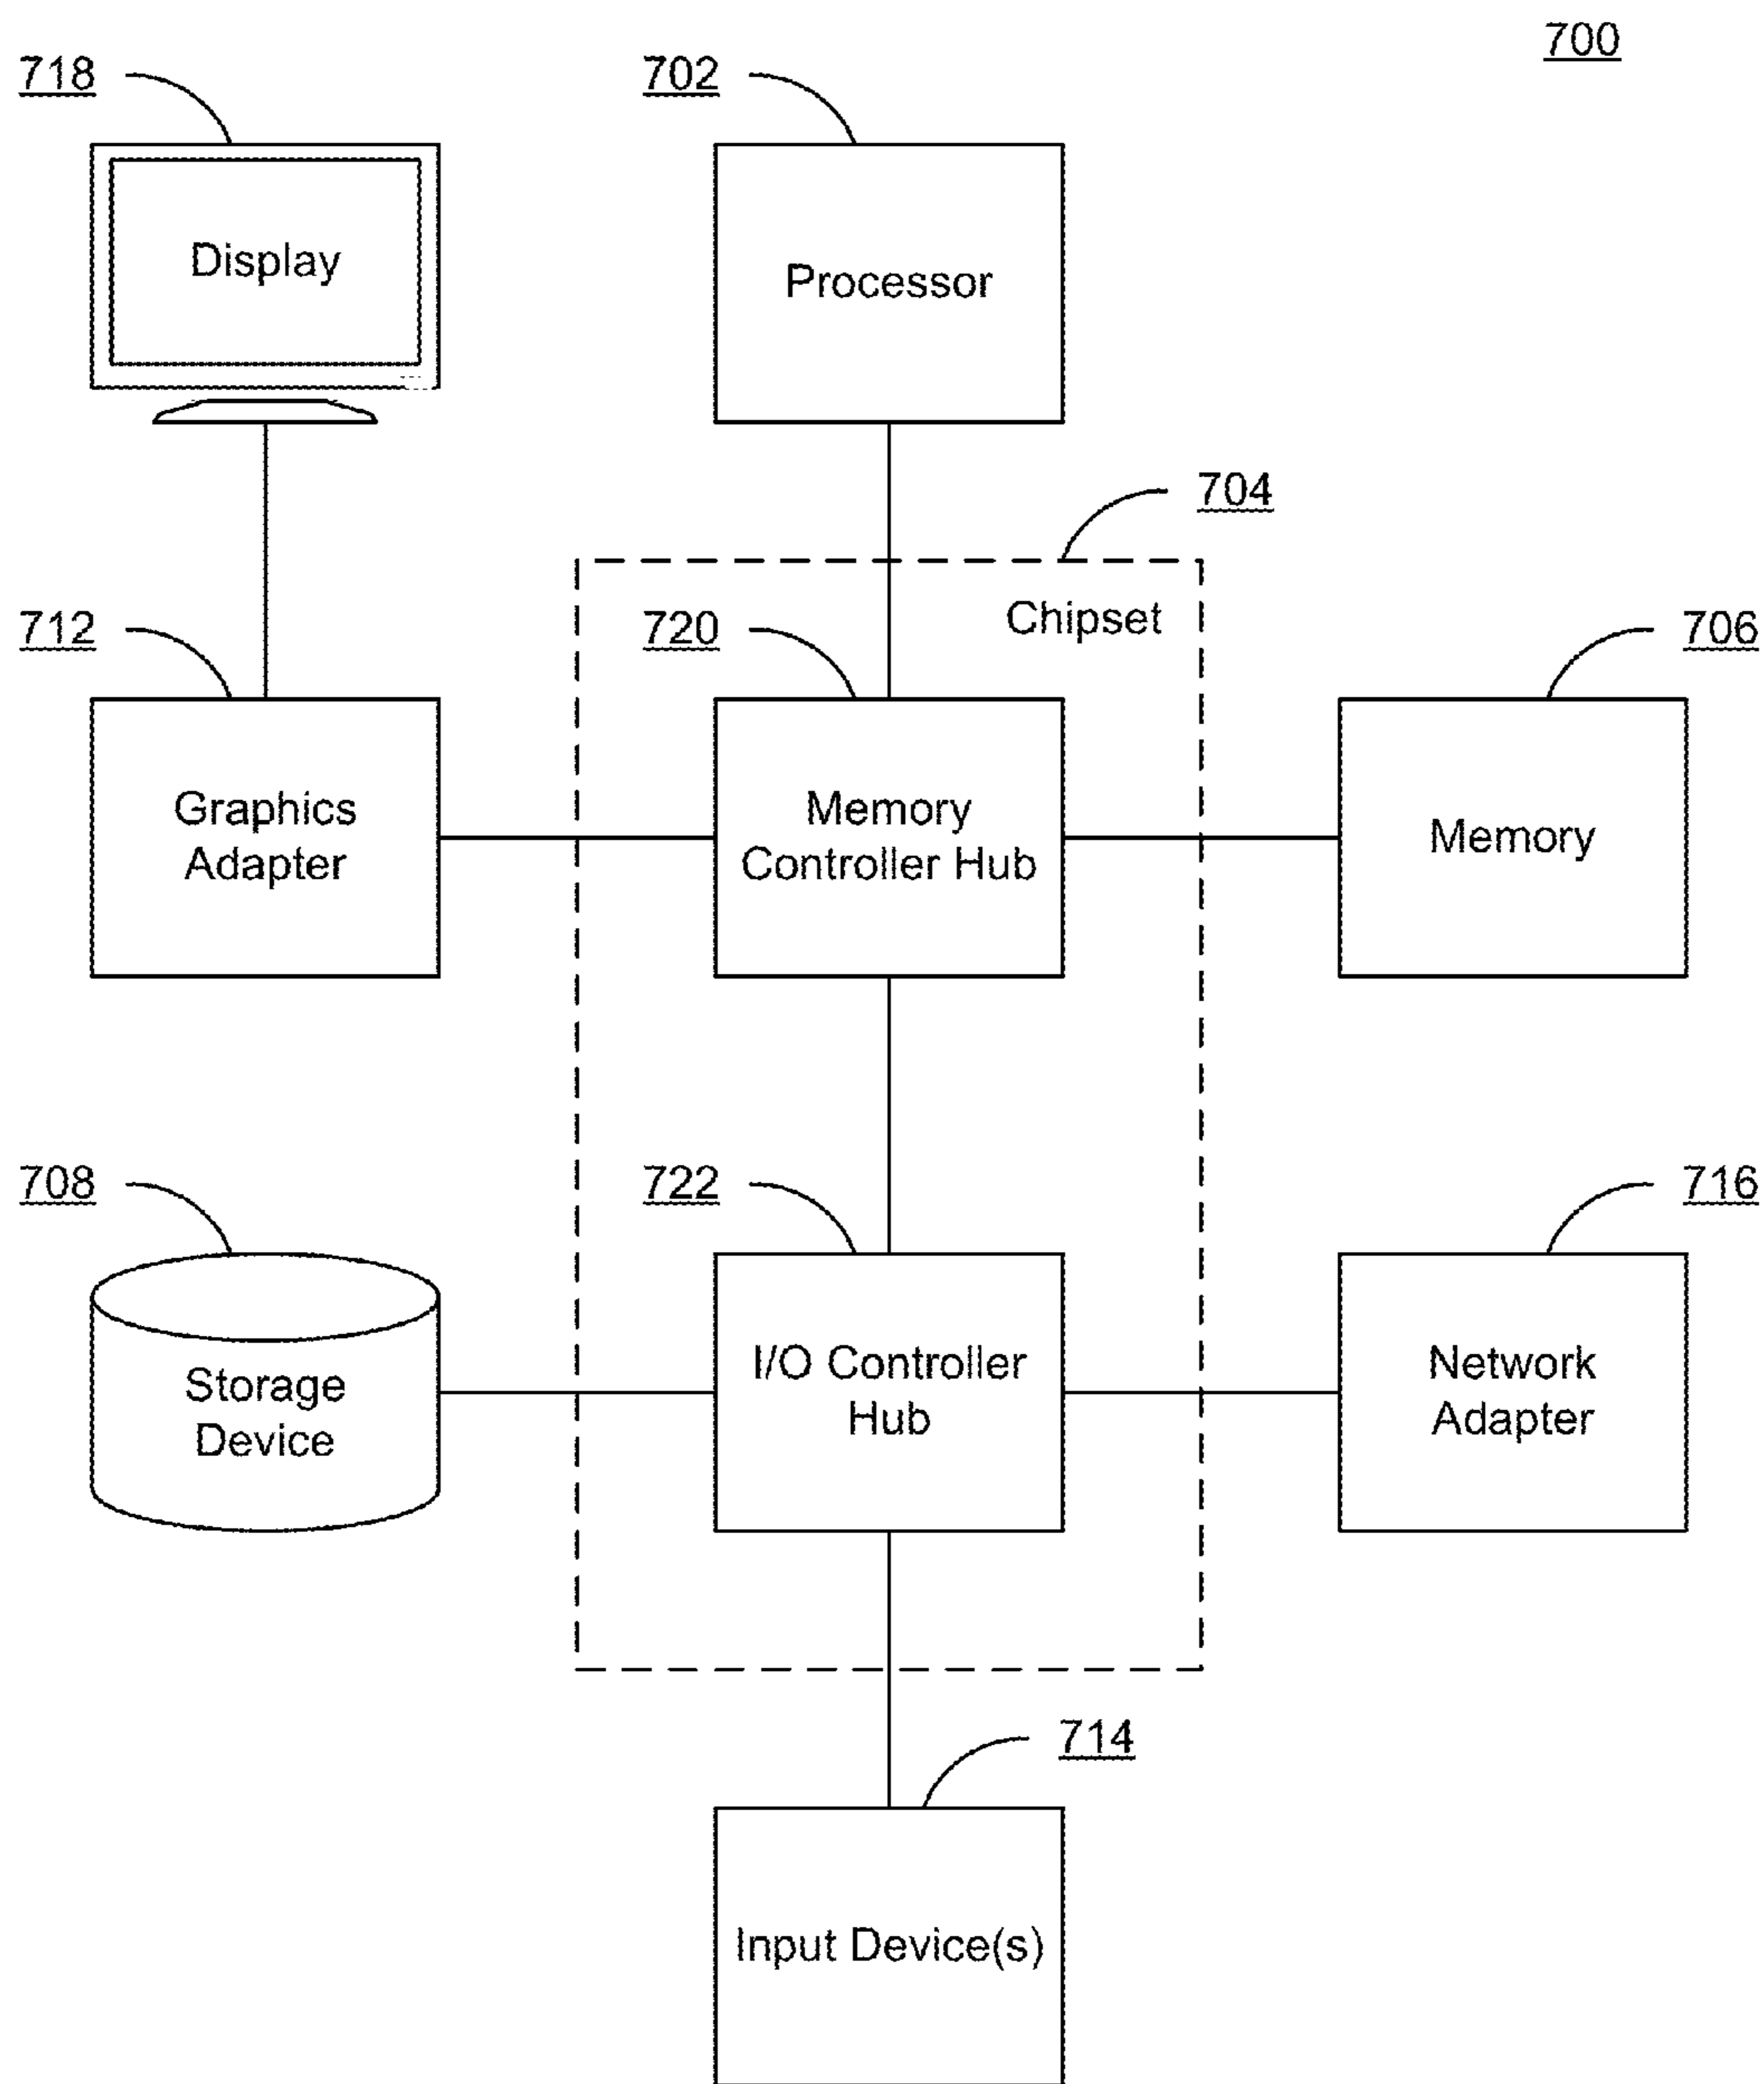 700
718
702
Display
Processor
704
Chipset
712
720
706
Graphics
Adapter
Memory
Controller Hub
Memory
708
722
716
Storage
Device
I/O Controller
Hub
Network
Adapter
714
Input Device(s)